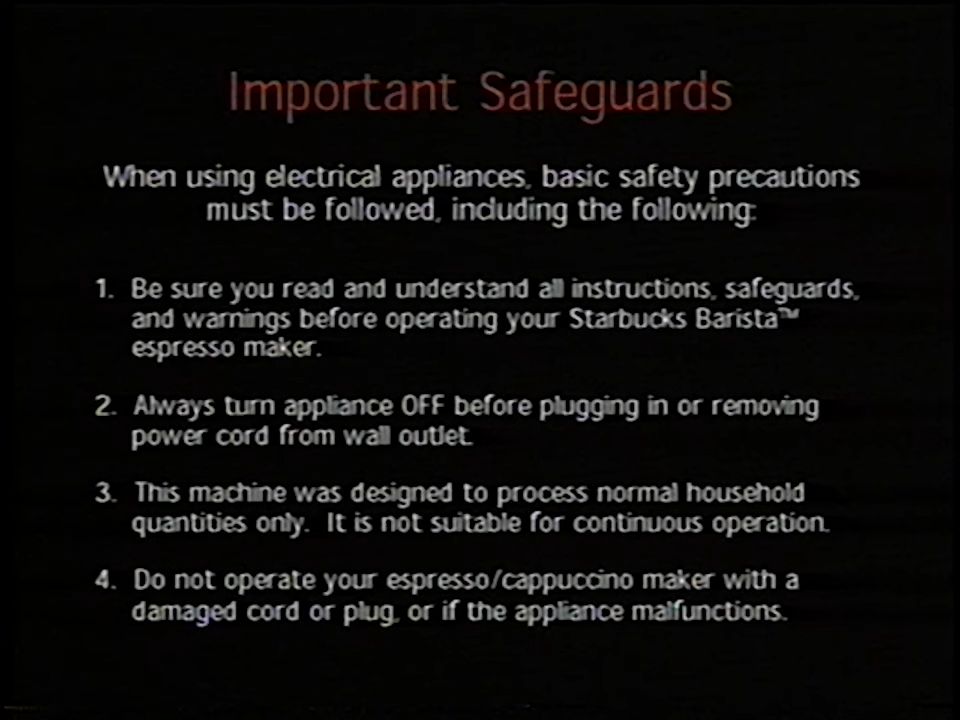 Important Safeguards
When using electrical appliances, basic safety precautions
must be followed, including the following:
1. Be sure you read and understand all instructions, safeguards,
and warnings before operating your Starbucks Barista™
espresso maker.
2. Always turn appliance OFF before plugging in or removing
power cord from wall outlet.
3. This machine was designed to process normal household
quantities only. It is not suitable for continuous operation.
4. Do not operate your espresso/cappuccino maker with a
damaged cord or plug, or if the appliance malfunctions.